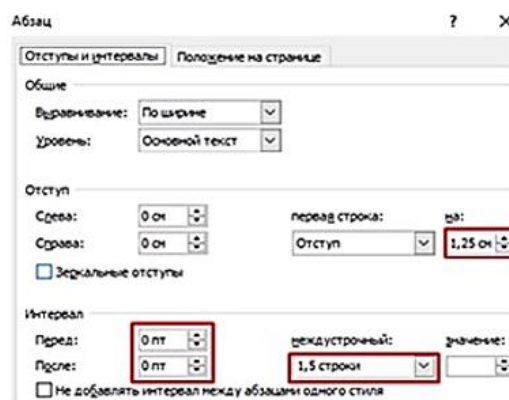 Абзац ? ×
Отступы и интервалы Положение на странице
Общие
Выравнивание: По ширине
Уровень: Основной текст
Отступ
Слева: 0 см первая строка: на:
Справа: 0 см Отступ 1,25 см
Зеркальные отступы
Интервал
Перед: 0 пт междустрочный: значение:
После: 0 пт 1,5 строки
Не добавлять интервал между абзацами одного стиля